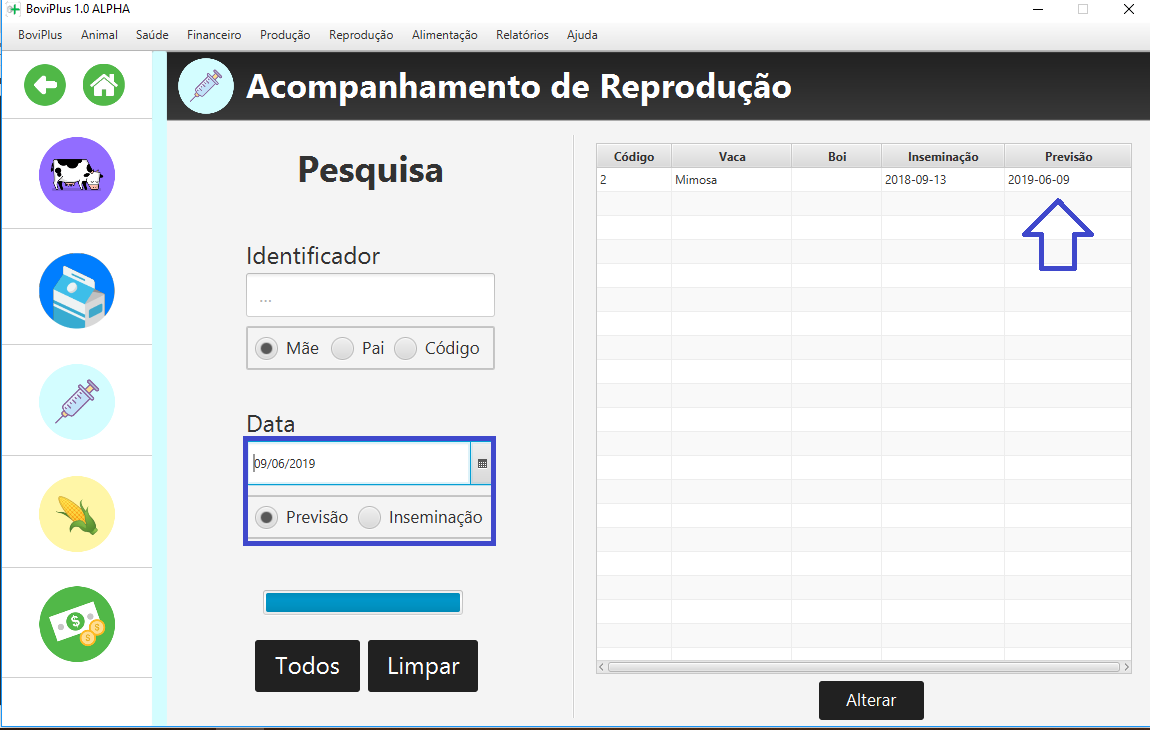 BoviPlus 1.0 ALPHA
BoviPlus Animal Saúde Financeiro Produção Reprodução Alimentação Relatórios Ajuda
Acompanhamento de Reprodução
Pesquisa
Identificador
...
Mãe Pai Código
Data
09/06/2019
Previsão Inseminação
Todos Limpar
Código Vaca Boi Inseminação Previsão
2 Mimosa 2018-09-13 2019-06-09
Alterar